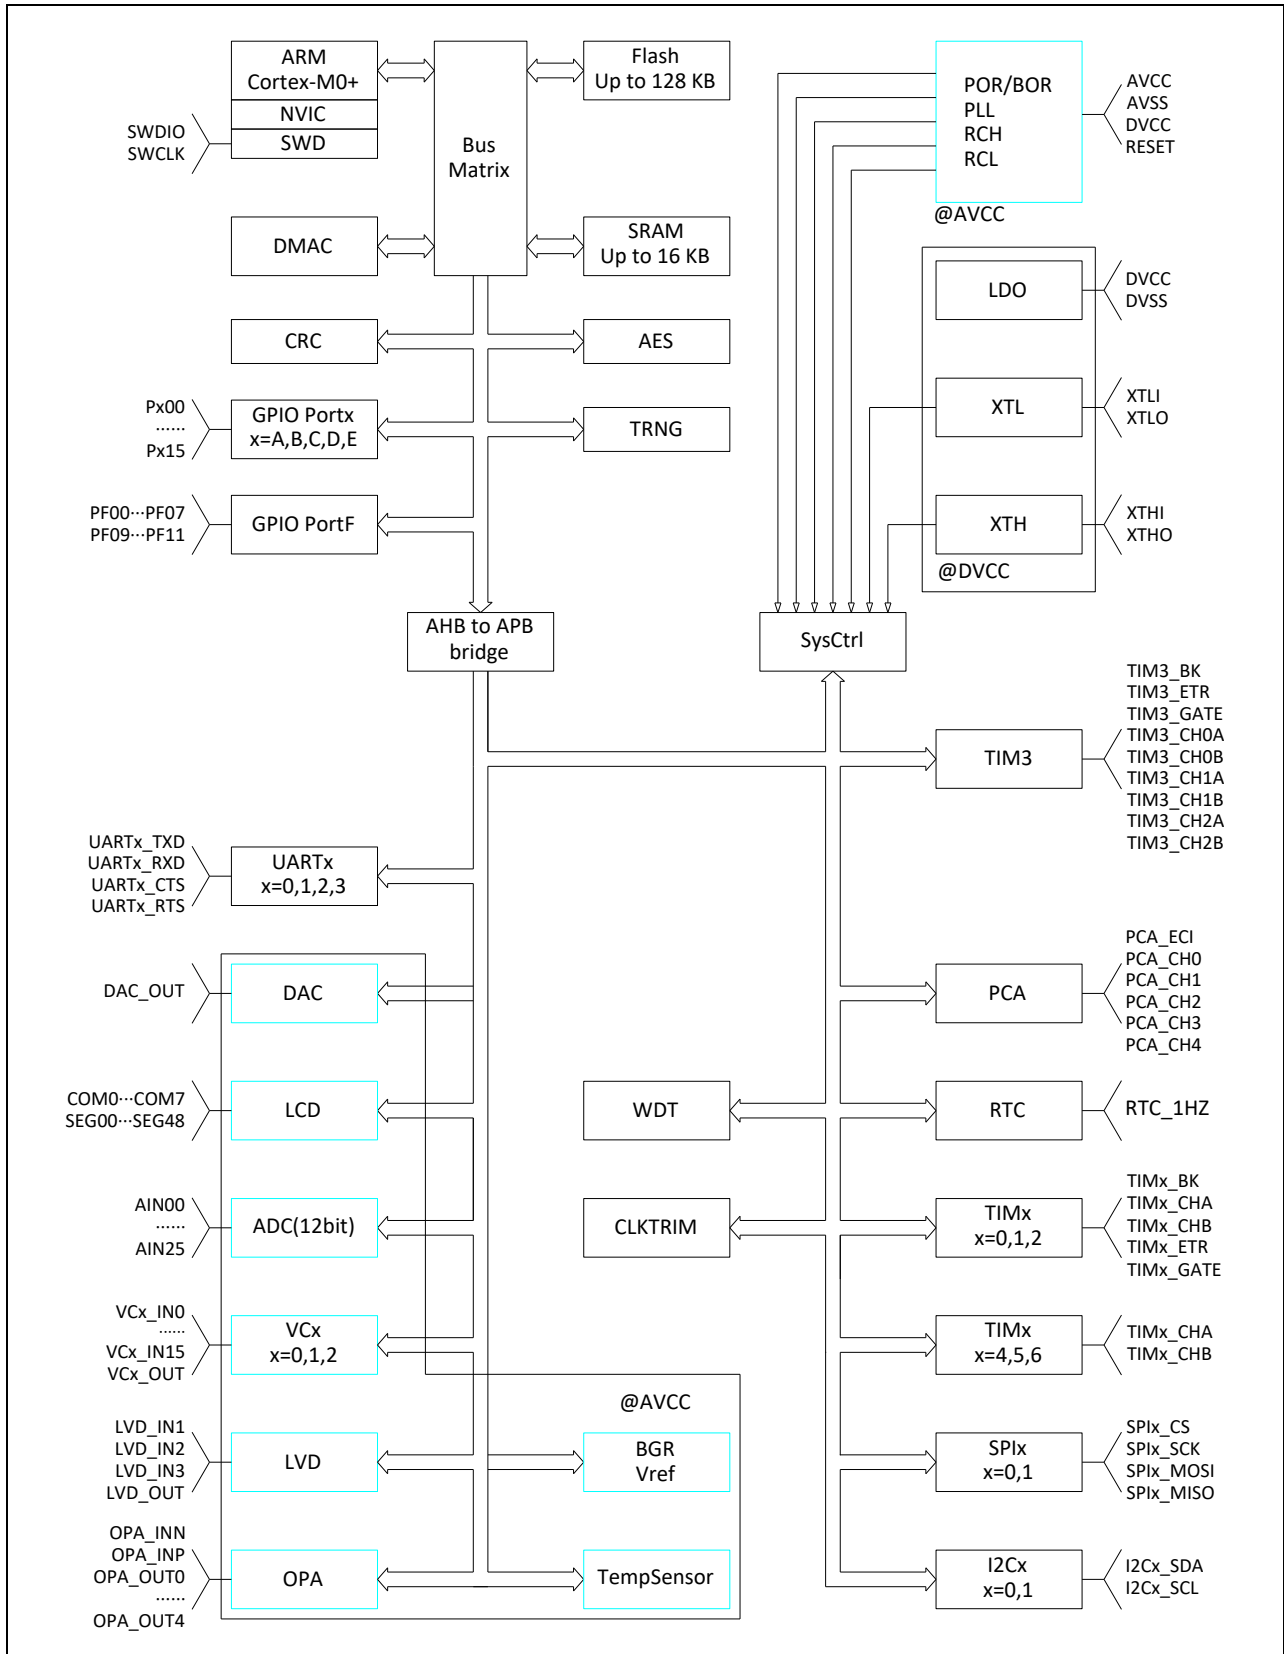 ARM
Cortex-M0+
NVIC
SWD
SWDIO
SWCLK
Bus
Matrix
Flash
Up to 128 KB
DMAC
SRAM
Up to 16 KB
CRC
AES
Px00
......
Px15
GPIO Portx
x=A,B,C,D,E
TRNG
PF00···PF07
PF09···PF11
GPIO PortF
AHB to APB
bridge
POR/BOR
PLL
RCH
RCL
@AVCC
AVCC
AVSS
DVCC
RESET
LDO
DVCC
DVSS
XTL
XTLI
XTLO
XTH
@DVCC
XTHI
XTHO
SysCtrl
TIM3
TIM3_BK
TIM3_ETR
TIM3_GATE
TIM3_CH0A
TIM3_CH0B
TIM3_CH1A
TIM3_CH1B
TIM3_CH2A
TIM3_CH2B
UARTx_TXD
UARTx_RXD
UARTx_CTS
UARTx_RTS
UARTx
x=0,1,2,3
DAC_OUT
DAC
PCA
PCA_ECI
PCA_CH0
PCA_CH1
PCA_CH2
PCA_CH3
PCA_CH4
COM0···COM7
SEG00···SEG48
LCD
WDT
RTC
RTC_1HZ
AIN00
......
AIN25
ADC(12bit)
CLKTRIM
TIMx
x=0,1,2
TIMx_BK
TIMx_CHA
TIMx_CHB
TIMx_ETR
TIMx_GATE
VCx_IN0
......
VCx_IN15
VCx_OUT
VCx
x=0,1,2
TIMx
x=4,5,6
TIMx_CHA
TIMx_CHB
@AVCC
LVD_IN1
LVD_IN2
LVD_IN3
LVD_OUT
LVD
BGR
Vref
SPIx
x=0,1
SPIx_CS
SPIx_SCK
SPIx_MOSI
SPIx_MISO
OPA_INN
OPA_INP
OPA_OUT0
......
OPA_OUT4
OPA
TempSensor
I2Cx
x=0,1
I2Cx_SDA
I2Cx_SCL